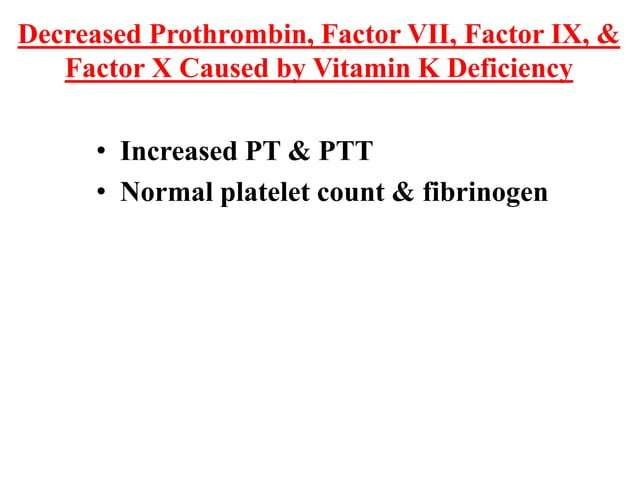 Decreased Prothrombin, Factor VII, Factor IX, &
Factor X Caused by Vitamin K Deficiency
• Increased PT & PTT
• Normal platelet count & fibrinogen